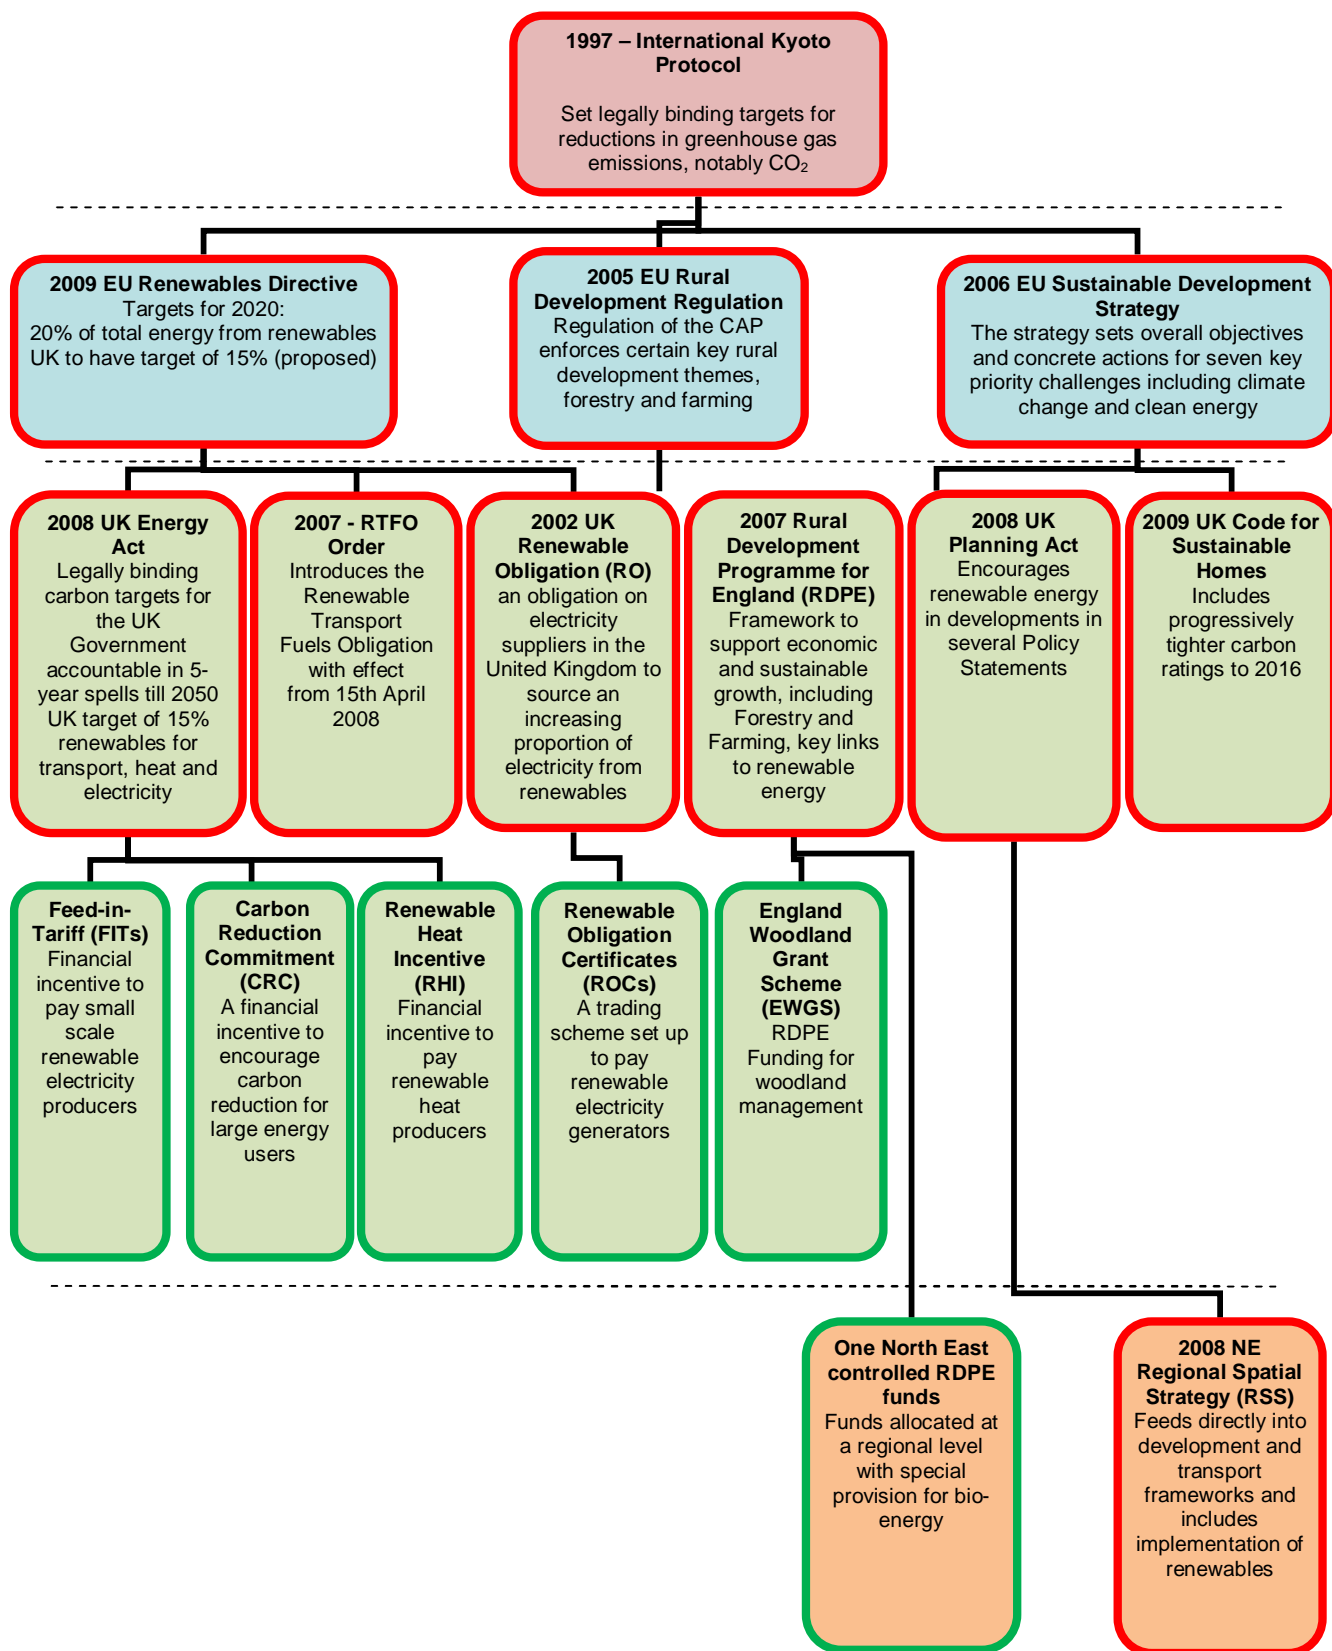 1997 – International Kyoto
Protocol
Set legally binding targets for
reductions in greenhouse gas
emissions, notably CO₂
2009 EU Renewables Directive
Targets for 2020:
20% of total energy from renewables
UK to have target of 15% (proposed)
2005 EU Rural
Development Regulation
Regulation of the CAP
enforces certain key rural
development themes,
forestry and farming
2006 EU Sustainable Development
Strategy
The strategy sets overall objectives
and concrete actions for seven key
priority challenges including climate
change and clean energy
2008 UK Energy
Act
Legally binding
carbon targets for
the UK
Government
accountable in 5-
year spells till 2050
UK target of 15%
renewables for
transport, heat and
electricity
2007 - RTFO
Order
Introduces the
Renewable
Transport
Fuels Obligation
with effect
from 15th April
2008
2002 UK
Renewable
Obligation (RO)
an obligation on
electricity
suppliers in the
United Kingdom to
source an
increasing
proportion of
electricity from
renewables
2007 Rural
Development
Programme for
England (RDPE)
Framework to
support economic
and sustainable
growth, including
Forestry and
Farming, key links
to renewable
energy
2008 UK
Planning Act
Encourages
renewable energy
in developments in
several Policy
Statements
2009 UK Code for
Sustainable
Homes
Includes
progressively
tighter carbon
ratings to 2016
Feed-in-
Tariff (FITs)
Financial
incentive to
pay small
scale
renewable
electricity
producers
Carbon
Reduction
Commitment
(CRC)
A financial
incentive to
encourage
carbon
reduction for
large energy
users
Renewable
Heat
Incentive
(RHI)
Financial
incentive to
pay
renewable
heat
producers
Renewable
Obligation
Certificates
(ROCs)
A trading
scheme set up
to pay
renewable
electricity
generators
England
Woodland
Grant
Scheme
(EWGS)
RDPE
Funding for
woodland
management
One North East
controlled RDPE
funds
Funds allocated at
a regional level
with special
provision for bio-
energy
2008 NE
Regional Spatial
Strategy (RSS)
Feeds directly into
development and
transport
frameworks and
includes
implementation of
renewables